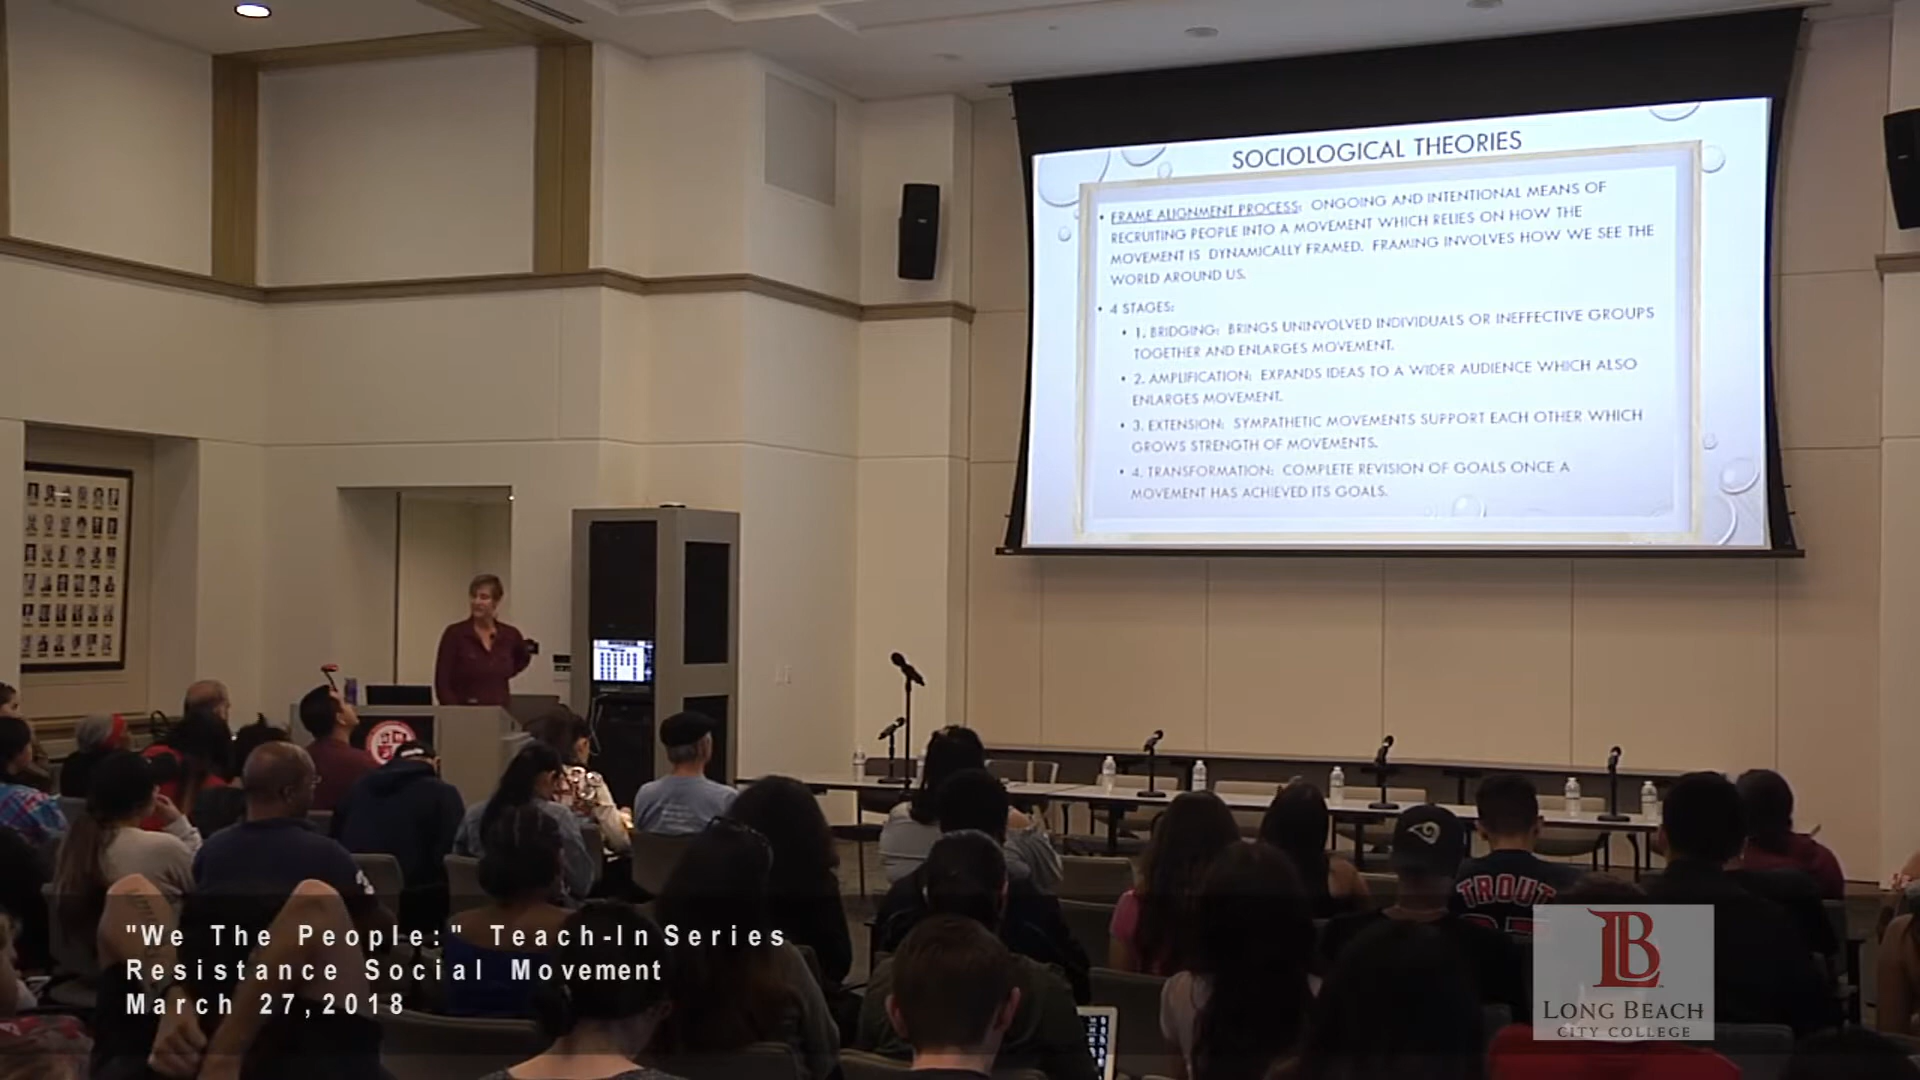 SOCIOLOGICAL THEORIES
• FRAME ALIGNMENT PROCESS: ONGOING AND INTENTIONAL MEANS OF
RECRUITING PEOPLE INTO A MOVEMENT WHICH RELIES ON HOW THE
MOVEMENT IS DYNAMICALLY FRAMED. FRAMING INVOLVES HOW WE SEE THE
WORLD AROUND US.
• 4 STAGES:
• 1. BRIDGING: BRINGS UNINVOLVED INDIVIDUALS OR INEFFECTIVE GROUPS
TOGETHER AND ENLARGES MOVEMENT.
• 2. AMPLIFICATION: EXPANDS IDEAS TO A WIDER AUDIENCE WHICH ALSO
ENLARGES MOVEMENT.
• 3. EXTENSION: SYMPATHETIC MOVEMENTS SUPPORT EACH OTHER WHICH
GROWS STRENGTH OF MOVEMENTS.
• 4. TRANSFORMATION: COMPLETE REVISION OF GOALS ONCE A
MOVEMENT HAS ACHIEVED ITS GOALS.
TROUT
"We The People:" Teach-In Series
Resistance Social Movement
March 27, 2018
LB
LONG BEACH
CITY COLLEGE